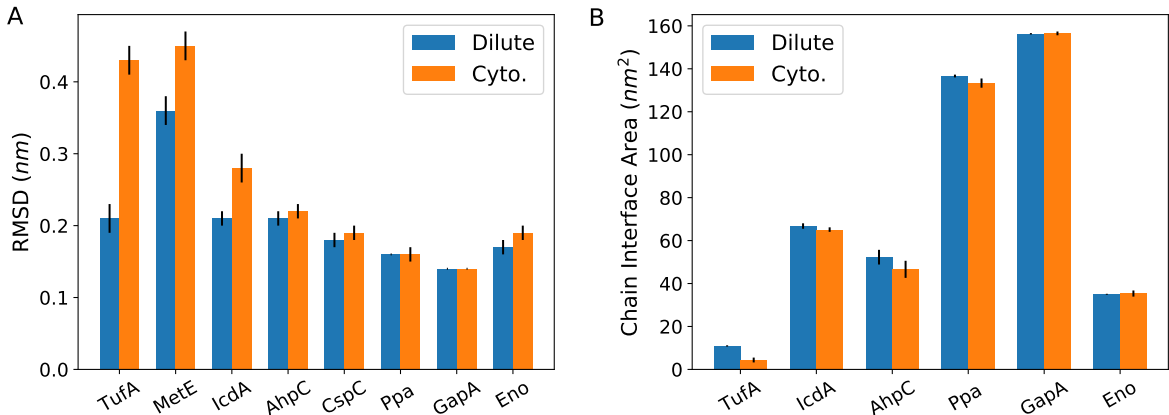 A
RMSD (nm)
0.4
0.3
0.2
0.1
0.0
Dilute
Cyto.
TufA
MetE
IcdA
AhpC
CspC
Ppa
GapA
Eno
B
Chain Interface Area (nm²)
160
140
120
100
80
60
40
20
0
Dilute
Cyto.
TufA
IcdA
AhpC
Ppa
GapA
Eno